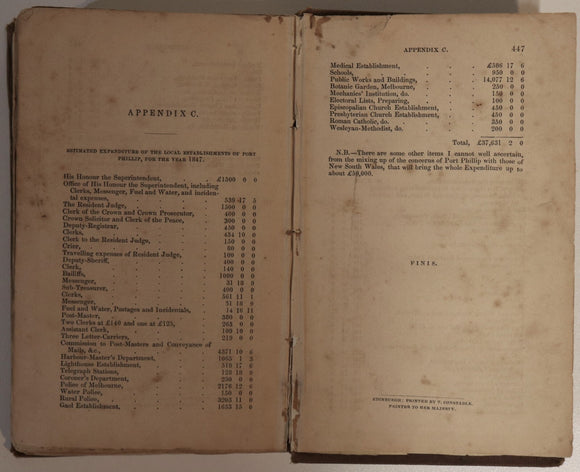 APPENDIX C.
ESTIMATED EXPENDITURE OF THE LOCAL ESTABLISHMENTS OF PORT
PHILLIP, FOR THE YEAR 1847.
His Honour the Superintendent, £1500 0 0
Office of His Honour the Superintendent, including
Clerks, Messenger, Fuel and Water, and inciden-
tal expenses, 539 17 5
The Resident Judge, 1500 0 0
Clerk of the Crown and Crown Prosecutor, 400 0 0
Crown Solicitor and Clerk of the Peace, 300 0 0
Deputy-Registrar, 450 0 0
Clerks, 434 10 0
Clerk to the Resident Judge, 150 0 0
Crier, 60 0 0
Travelling expenses of Resident Judge, 100 0 0
Deputy-Sheriff, 400 0 0
Clerk, 140 0 0
Bailiffs, 1000 0 0
Messenger, 31 18 9
Sub-Treasurer, 400 0 0
Clerks, 561 11 1
Messenger, 51 18 9
Fuel and Water, Postages and Incidentals, 14 16 11
Post-Master, 350 0 0
Two Clerks at £140 and one at £125, 265 0 0
Assistant Clerk, 109 10 0
Three Letter-Carriers, 219 0 0
Commission to Post-Masters and Conveyance of
Mails, &c., 4371 10 6
Harbour-Master's Department, 1065 1 3
Lighthouse Establishment, 519 17 6
Telegraph Stations, 128 18 9
Coroner's Department, 250 0 0
Police of Melbourne, 2176 12 6
Water Police, 150 0 0
Rural Police, 3205 11 0
Gaol Establishment, 1653 15 0
APPENDIX C. 447
Medical Establishment, £586 17 6
Schools, 950 0 0
Public Works and Buildings, 14,077 12 6
Botanic Garden, Melbourne, 250 0 0
Mechanics' Institution, do. 150 0 0
Electoral Lists, Preparing, 100 0 0
Episcopalian Church Establishment, 450 0 0
Presbyterian Church Establishment, 450 0 0
Roman Catholic, do. 350 0 0
Wesleyan-Methodist, do. 200 0 0
Total, £37,631 2 0
N.B.—There are some other items I cannot well ascertain,
from the mixing up of the concerns of Port Phillip with those of
New South Wales, that will bring the whole Expenditure up to
about £50,000.
FINIS.
EDINBURGH: PRINTED BY T. CONSTABLE,
PRINTER TO HER MAJESTY.